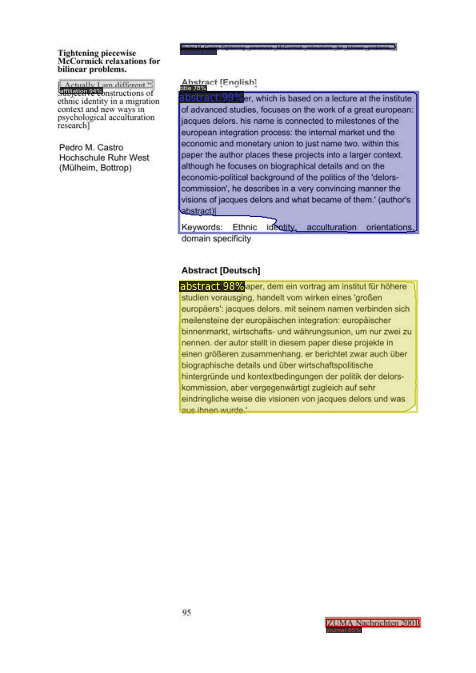 Tightening piecewise
McCormick relaxations for
bilinear problems.
[„Actually I am different."
Subjective constructions of
ethnic identity in a migration
context and new ways in
psychological acculturation
research]
Pedro M. Castro
Hochschule Ruhr West
(Mülheim, Bottrop)
Abstract [English]
title 78%
abstract 99% er, which is based on a lecture at the institute
of advanced studies, focuses on the work of a great european:
jacques delors. his name is connected to milestones of the
european integration process: the internal market und the
economic and monetary union to just name two. within this
paper the author places these projects into a larger context.
although he focuses on biographical details and on the
economic-political background of the politics of the 'delors-
commission', he describes in a very convincing manner the
visions of jacques delors and what became of them.' (author's
abstract)|
Keywords: Ethnic identity, acculturation orientations,
domain specificity
Abstract [Deutsch]
abstract 98% aper, dem ein vortrag am institut für höhere
studien vorausging, handelt vom wirken eines 'großen
europäers': jacques delors. mit seinem namen verbinden sich
meilensteine der europäischen integration: europäischer
binnenmarkt, wirtschafts- und währungsunion, um nur zwei zu
nennen. der autor stellt in diesem paper diese projekte in
einen größeren zusammenhang. er berichtet zwar auch über
biographische details und über wirtschaftspolitische
hintergründe und kontextbedingungen der politik der delors-
kommission, aber vergegenwärtigt zugleich auf sehr
eindringliche weise die visionen von jacques delors und was
aus ihnen wurde.'
95
ZUMA Nachrichten 2001